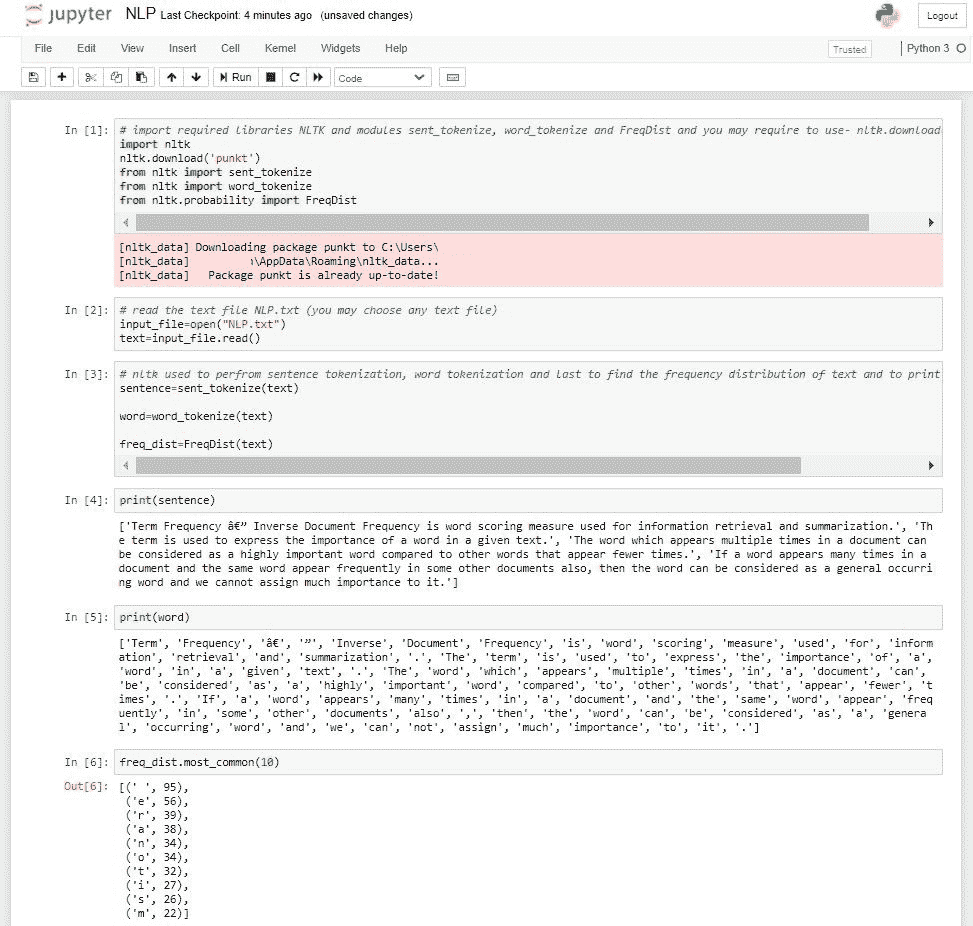 jupyter NLP Last Checkpoint: 4 minutes ago (unsaved changes) Logout
File Edit View Insert Cell Kernel Widgets Help Trusted Python 3
Run Code
In [1]: # import required libraries NLTK and modules sent_tokenize, word_tokenize and FreqDist and you may require to use- nltk.download
import nltk
nltk.download('punkt')
from nltk import sent_tokenize
from nltk import word_tokenize
from nltk.probability import FreqDist
[nltk_data] Downloading package punkt to C:\Users\
[nltk_data] \AppData\Roaming\nltk_data...
[nltk_data] Package punkt is already up-to-date!
In [2]: # read the text file NLP.txt (you may choose any text file)
input_file=open("NLP.txt")
text=input_file.read()
In [3]: # nltk used to perfrom sentence tokenization, word tokenization and last to find the frequency distribution of text and to print
sentence=sent_tokenize(text)
word=word_tokenize(text)
freq_dist=FreqDist(text)
In [4]: print(sentence)
['Term Frequency â€” Inverse Document Frequency is word scoring measure used for information retrieval and summarization.', 'Th
e term is used to express the importance of a word in a given text.', 'The word which appears multiple times in a document can
be considered as a highly important word compared to other words that appear fewer times.', 'If a word appears many times in a
document and the same word appear frequently in some other documents also, then the word can be considered as a general occurri
ng word and we cannot assign much importance to it.']
In [5]: print(word)
['Term', 'Frequency', 'â€', '”', 'Inverse', 'Document', 'Frequency', 'is', 'word', 'scoring', 'measure', 'used', 'for', 'inform
ation', 'retrieval', 'and', 'summarization', '.', 'The', 'term', 'is', 'used', 'to', 'express', 'the', 'importance', 'of', 'a',
'word', 'in', 'a', 'given', 'text', '.', 'The', 'word', 'which', 'appears', 'multiple', 'times', 'in', 'a', 'document', 'can',
'be', 'considered', 'as', 'a', 'highly', 'important', 'word', 'compared', 'to', 'other', 'words', 'that', 'appear', 'fewer', 't
imes', '.', 'If', 'a', 'word', 'appears', 'many', 'times', 'in', 'a', 'document', 'and', 'the', 'same', 'word', 'appear', 'freq
uently', 'in', 'some', 'other', 'documents', 'also', ',', 'then', 'the', 'word', 'can', 'be', 'considered', 'as', 'a', 'genera
l', 'occurring', 'word', 'and', 'we', 'can', 'not', 'assign', 'much', 'importance', 'to', 'it', '.']
In [6]: freq_dist.most_common(10)
Out[6]: [(' ', 95),
('e', 56),
('r', 39),
('a', 38),
('n', 34),
('o', 34),
('t', 32),
('i', 27),
('s', 26),
('m', 22)]